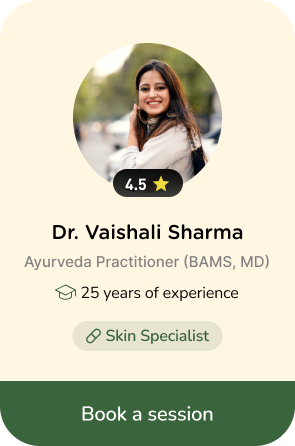 4.5
Dr. Vaishali Sharma
Ayurveda Practitioner (BAMS, MD)
25 years of experience
Skin Specialist
Book a session